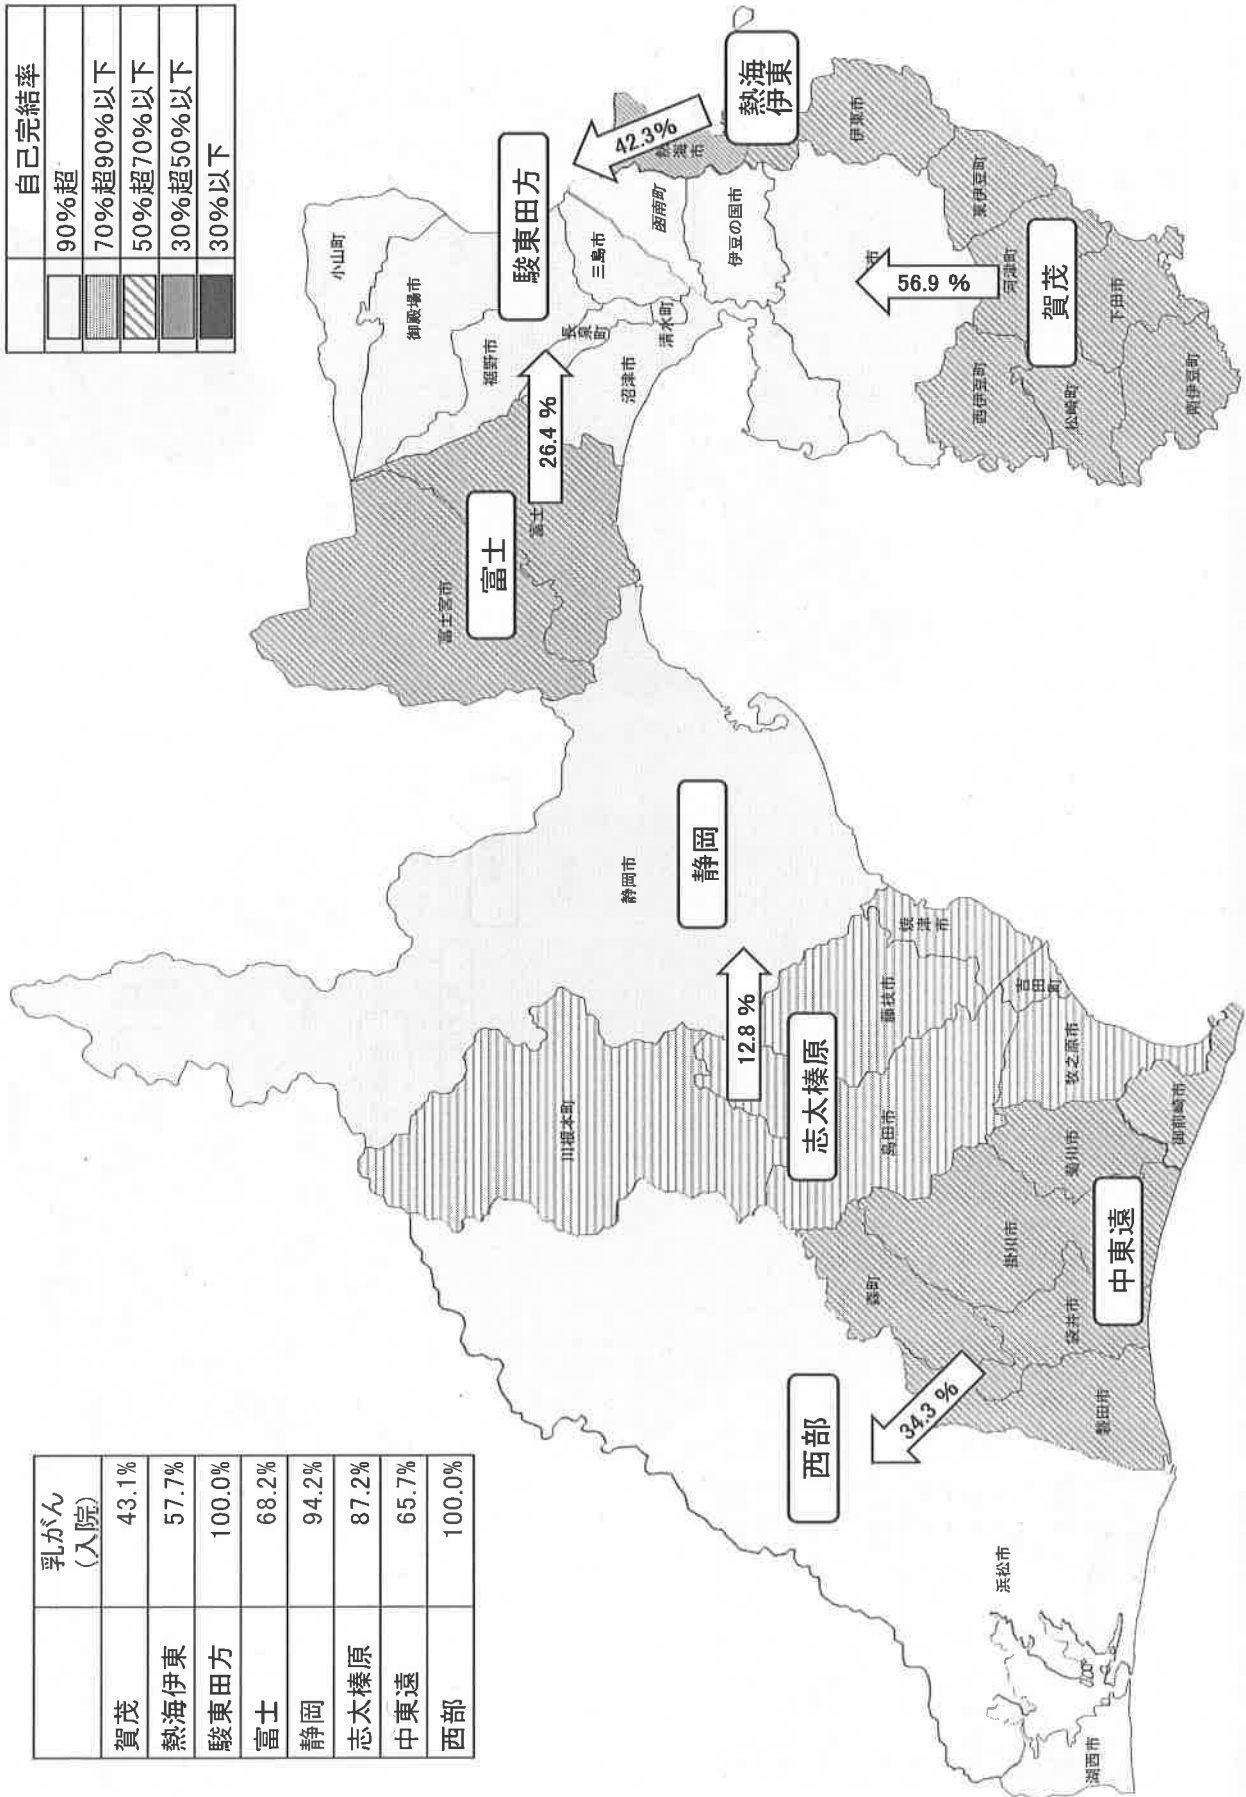 乳がん
(入院)
賀茂 43.1%
熱海伊東 57.7%
駿東田方 100.0%
富士 68.2%
静岡 94.2%
志太榛原 87.2%
中東遠 65.7%
西部 100.0%
自己完結率
90%超
70%超90%以下
50%超70%以下
30%超50%以下
30%以下
小山町
御殿場市
裾野市
駿東田方
三島市
長泉町
清水町
函南町
沼津市
伊豆の国市
市
熱海市
42.3%
熱海
伊東
伊東市
東伊豆町
河津町
賀茂
56.9 %
下田市
西伊豆町
松崎町
南伊豆町
富士宮市
富士
富士
26.4 %
静岡市
静岡
12.8 %
川根本町
志太榛原
藤枝市
焼津市
島田市
吉田町
牧之原市
御前崎市
菊川市
掛川市
森町
袋井市
中東遠
磐田市
34.3 %
西部
浜松市
湖西市